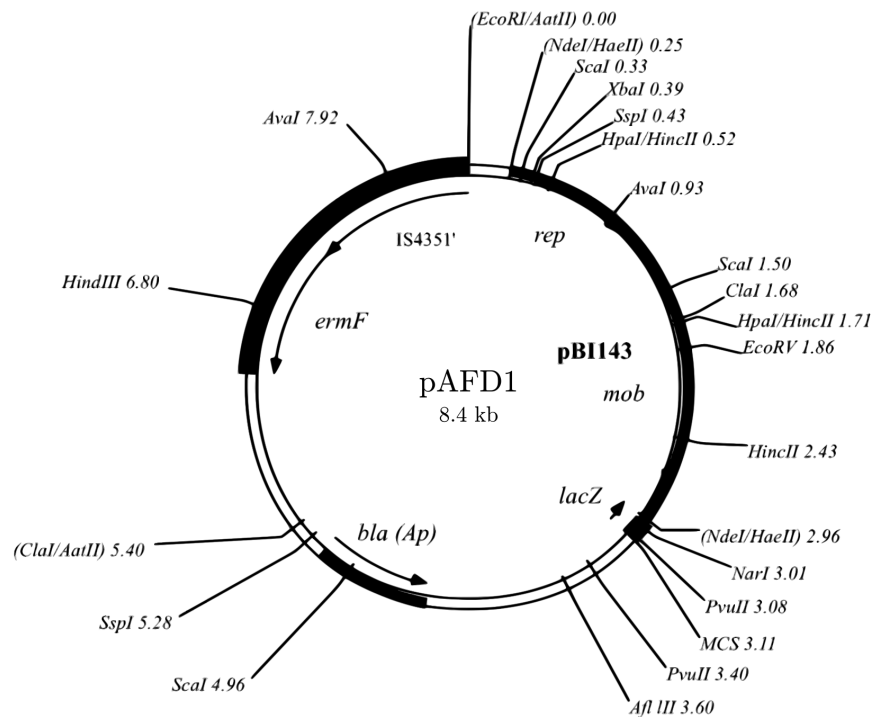 (EcoRI/AatII) 0.00
(NdeI/HaeII) 0.25
ScaI 0.33
XbaI 0.39
SspI 0.43
HpaI/HincII 0.52
AvaI 7.92
AvaI 0.93
rep
IS4351'
ScaI 1.50
HindIII 6.80
ClaI 1.68
ermF
HpaI/HincII 1.71
EcoRV 1.86
pBI143
pAFD1
mob
8.4 kb
HincII 2.43
lacZ
bla (Ap)
(NdeI/HaeII) 2.96
(ClaI/AatII) 5.40
NarI 3.01
PvuII 3.08
SspI 5.28
MCS 3.11
PvuII 3.40
ScaI 4.96
Afl lII 3.60